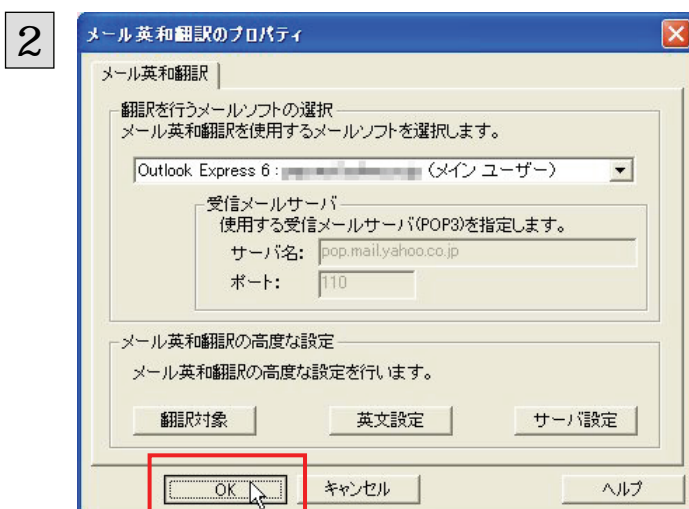 2
メール英和翻訳のプロパティ
メール英和翻訳
翻訳を行うメールソフトの選択
メール英和翻訳を使用するメールソフトを選択します。
Outlook Express 6 : (メイン ユーザー)
受信メールサーバ
使用する受信メールサーバ(POP3)を指定します。
サーバ名: pop.mail.yahoo.co.jp
ポート: 110
メール英和翻訳の高度な設定
メール英和翻訳の高度な設定を行います。
翻訳対象 英文設定 サーバ設定
OK キャンセル ヘルプ